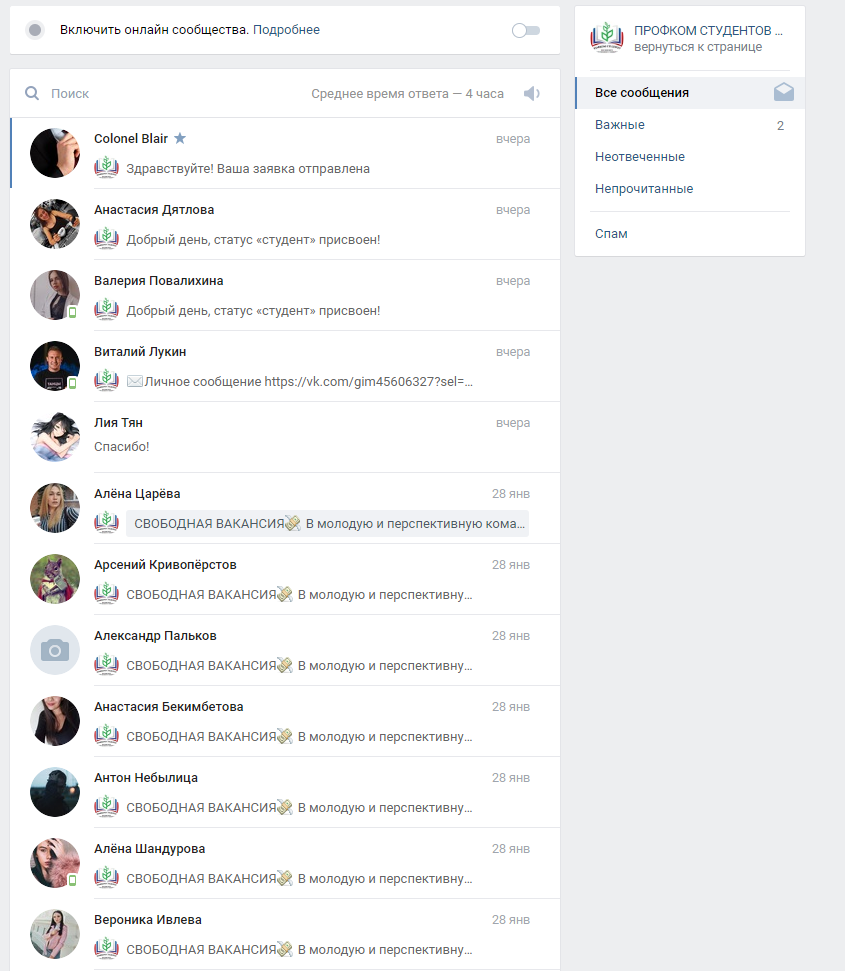 Включить онлайн сообщества. Подробнее
Поиск
Среднее время ответа — 4 часа
Colonel Blair
вчера
Здравствуйте! Ваша заявка отправлена
Анастасия Дятлова
вчера
Добрый день, статус «студент» присвоен!
Валерия Повалихина
вчера
Добрый день, статус «студент» присвоен!
Виталий Лукин
вчера
✉️Личное сообщение https://vk.com/gim45606327?sel=...
Лия Тян
вчера
Спасибо!
Алёна Царёва
28 янв
СВОБОДНАЯ ВАКАНСИЯ💸 В молодую и перспективную кома...
Арсений Кривопёрстов
28 янв
СВОБОДНАЯ ВАКАНСИЯ💸 В молодую и перспективну...
Александр Пальков
28 янв
СВОБОДНАЯ ВАКАНСИЯ💸 В молодую и перспективну...
Анастасия Бекимбетова
28 янв
СВОБОДНАЯ ВАКАНСИЯ💸 В молодую и перспективну...
Антон Небылица
28 янв
СВОБОДНАЯ ВАКАНСИЯ💸 В молодую и перспективну...
Алёна Шандурова
28 янв
СВОБОДНАЯ ВАКАНСИЯ💸 В молодую и перспективну...
Вероника Ивлева
28 янв
СВОБОДНАЯ ВАКАНСИЯ💸 В молодую и перспективну...
ПРОФКОМ СТУДЕНТОВ ...
вернуться к странице
Все сообщения
Важные 2
Неотвеченные
Непрочитанные
Спам